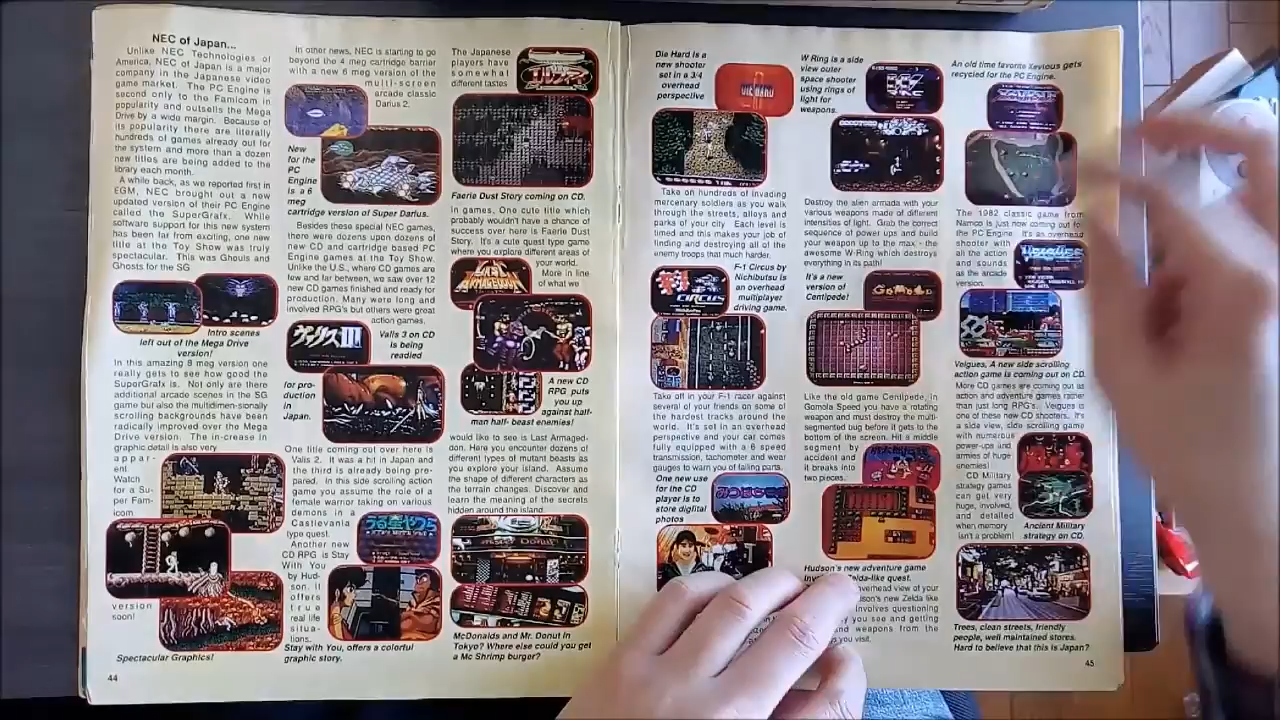 NEC of Japan...
Unlike NEC Technologies of
America, NEC of Japan is a major
company in the Japanese video
game market. The PC Engine is
second only to the Famicom in
popularity and outsells the Mega
Drive by a wide margin. Because of
its popularity there are literally
hundreds of games already out for
the system and more than a dozen
new titles are being added to the
library each month.
A while back, as we reported first in
EGM, NEC brought out a new
updated version of their PC Engine
called the SuperGrafx. While
software support for this new system
has been far from exciting, one new
title at the Toy Show was truly
spectacular. This was Ghouls and
Ghosts for the SG.
Intro scenes
left out of the Mega Drive
version!
In this amazing 8 meg version one
really gets to see how good the
SuperGrafx is. Not only are there
additional arcade scenes in the SG
game but also the multidimen-sionally
scrolling backgrounds have been
radically improved over the Mega
Drive version. The in-crease in
graphic detail is also very
appar-
ent.
Watch
for a Su-
per Fam
icom
version
soon!
Spectacular Graphics!
44
In other news, NEC is starting to go
beyond the 4 meg cartridge barrier
with a new 6 meg version of the
multi-screen
arcade classic
Darius 2.
New
for the
PC
Engine
is a 6
meg
cartridge version of Super Darius.
Besides these special NEC games,
there were dozens upon dozens of
new CD and cartridge based PC
Engine games at the Toy Show.
Unlike the U.S., where CD games are
few and far between, we saw over 12
new CD games finished and ready for
production. Many were long and
involved RPG's but others were great
action games.
ヴァリスIII
Valis 3 on CD
is being
readied
for pro-
duction
in
Japan.
One title coming out over here is
Valis 2. It was a hit in Japan and
the third is already being pre-
pared. In this side scrolling action
game you assume the role of a
female warrior taking on various
demons in a
Castlevania
type quest.
Another new
CD RPG is Stay
With You
by Hud-
son. It
offers
true
real life
situa-
tions.
うる星やつら
Stay with You, offers a colorful
graphic story.
The Japanese
players have
somewhat
different tastes
Faerie Dust Story coming on CD.
in games. One cute title which
probably wouldn't have a chance of
success over here is Faerie Dust
Story. It's a cute quest type game
where you explore different areas of
your world.
More in line
of what we
LAST
ARMAGEDDON
A new CD
RPG puts
you up
against half-
man half- beast enemies!
would like to see is Last Armaged-
don. Here you encounter dozens of
different types of mutant beasts as
you explore the island. Assume
the shape of different characters as
the terrain changes. Discover and
learn the meaning of the secrets
hidden around the island.
McDonalds and Mr. Donut in
Tokyo? Where else could you get
a Mc Shrimp burger?
Die Hard is a
new shooter
set in a 3/4
overhead
perspective
DIE HARD
Take on hundreds of invading
mercenary soldiers as you walk
through the streets, alloys and
parks of your city. Each level is
timed and this makes your job of
finding and destroying all of the
enemy troops that much harder.
CIRCUS
F-1 Circus by
Nichibutsu is
an overhead
multiplayer
driving game.
Take off in your F-1 racer against
several of your friends on some of
the hardest tracks around the
world. It's set in an overhead
perspective and your car comes
fully equipped with a 6 speed
transmission, tachometer and wear
gauges to warn you of failing parts.
One new use
for the CD
player is to
store digital
photos
W Ring is a side
view outer
space shooter
using rings of
light for
weapons.
Destroy the alien armada with your
various weapons made of different
intensities of light. Grab the correct
sequence of power ups and build
your weapon up to the max - the
awesome W-Ring which destroys
everything in its path!
It's a new
version of
Centipede!
Like the old game Centipede, in
Gomola Speed you have a rotating
weapon and must destroy the multi-
segmented bug before it gets to the
bottom of the screen. Hit a middle
segment by
accident and
it breaks into
two pieces.
Hudson's new adventure game
Zelda-like quest.
overhead view of your
new Zelda like
involves questioning
you see and getting
and weapons from the
you visit.
An old time favorite Xevious gets
recycled for the PC Engine.
The 1982 classic game from
Namco is just now coming out for
the PC Engine. It's an overhead
shooter with
all the action
and sounds
as the arcade
version.
VEIGUES
Veigues, A new side scrolling
action game is coming out on CD.
More CD games are coming out as
action and adventure games rather
than just long RPG's. Veigues is
one of these new CD shooters. It's
a side view, side scrolling game
with numerous
power-ups and
armies of huge
enemies!
CD Military
strategy games
can get very
huge, involved,
and detailed
when memory
isn't a problem!
Ancient Military
strategy on CD.
Trees, clean streets, friendly
people, well maintained stores.
Hard to believe that this is Japan?
45